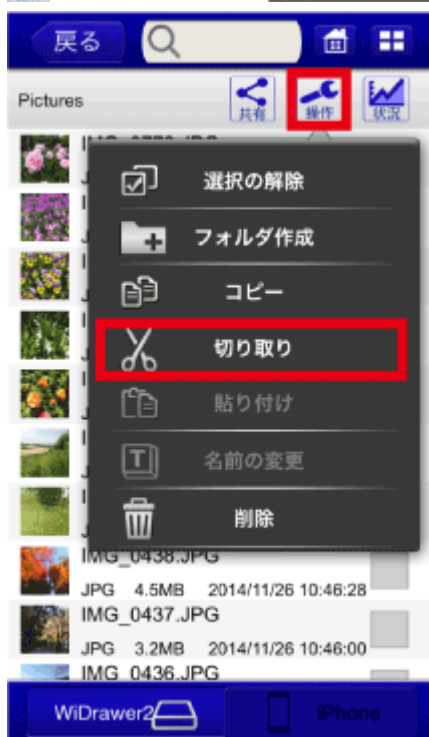 戻る
Pictures
共有
操作
状況
選択の解除
フォルダ作成
コピー
切り取り
貼り付け
名前の変更
削除
IMG_0438.JPG
JPG 4.5MB 2014/11/26 10:46:28
IMG_0437.JPG
JPG 3.2MB 2014/11/26 10:46:00
IMG_0436.JPG
WiDrawer2
iPhone